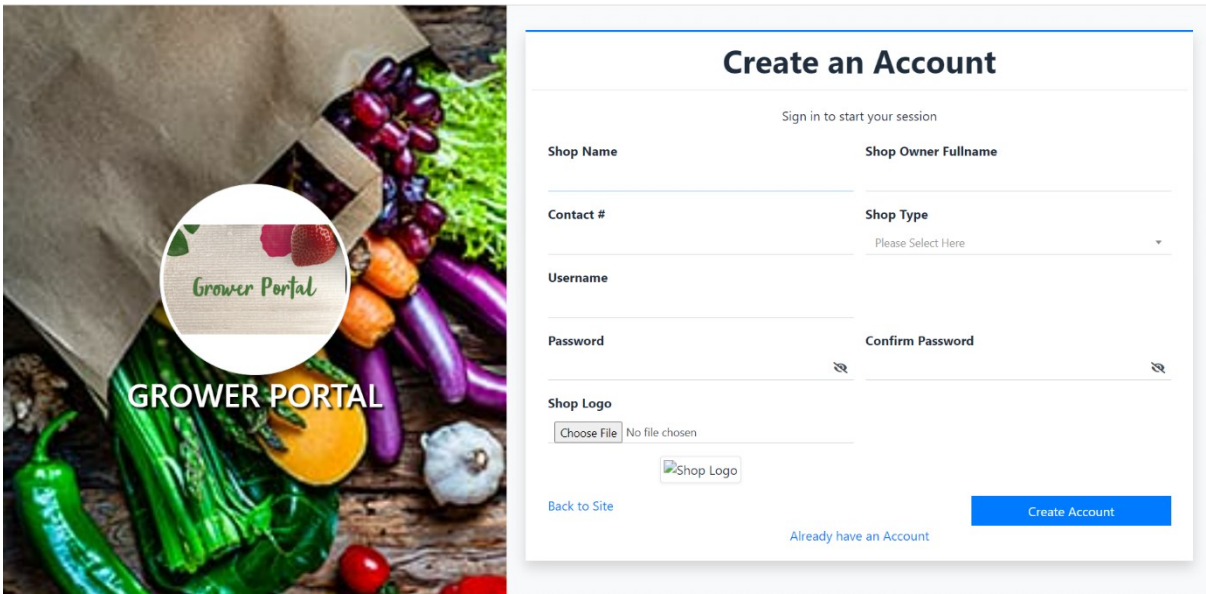 Grower Portal
GROWER PORTAL
Create an Account
Sign in to start your session
Shop Name
Shop Owner Fullname
Contact #
Shop Type
Please Select Here
Username
Password
Confirm Password
Shop Logo
Choose File No file chosen
Shop Logo
Back to Site
Create Account
Already have an Account